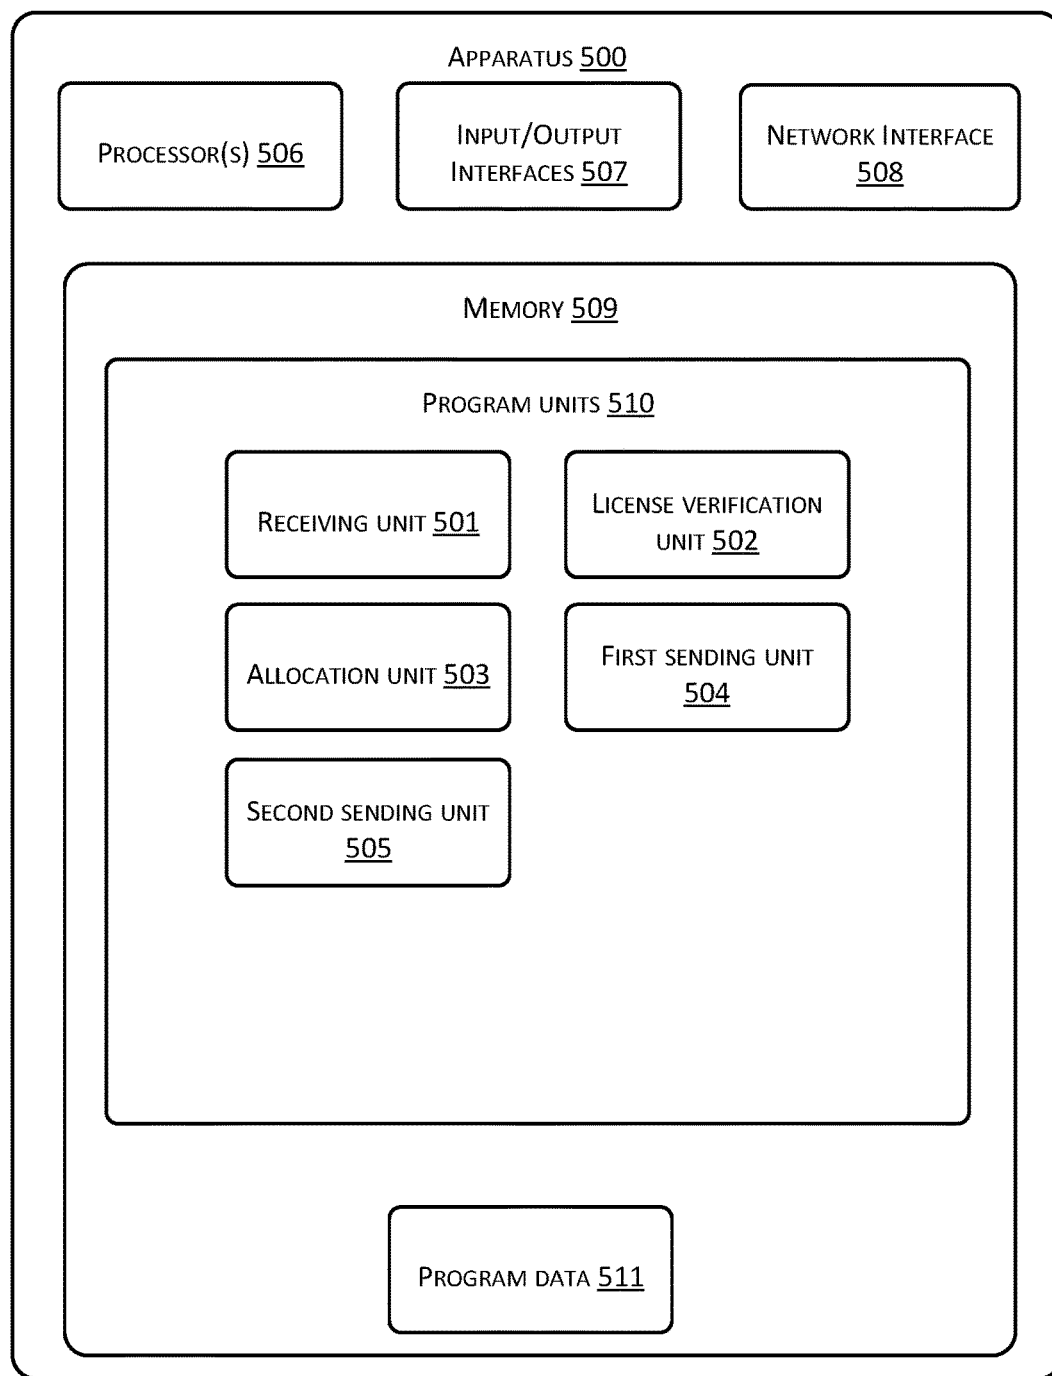 APPARATUS 500
PROCESSOR(S) 506
INPUT/OUTPUT
INTERFACES 507
NETWORK INTERFACE
508
MEMORY 509
PROGRAM UNITS 510
RECEIVING UNIT 501
LICENSE VERIFICATION
UNIT 502
ALLOCATION UNIT 503
FIRST SENDING UNIT
504
SECOND SENDING UNIT
505
PROGRAM DATA 511